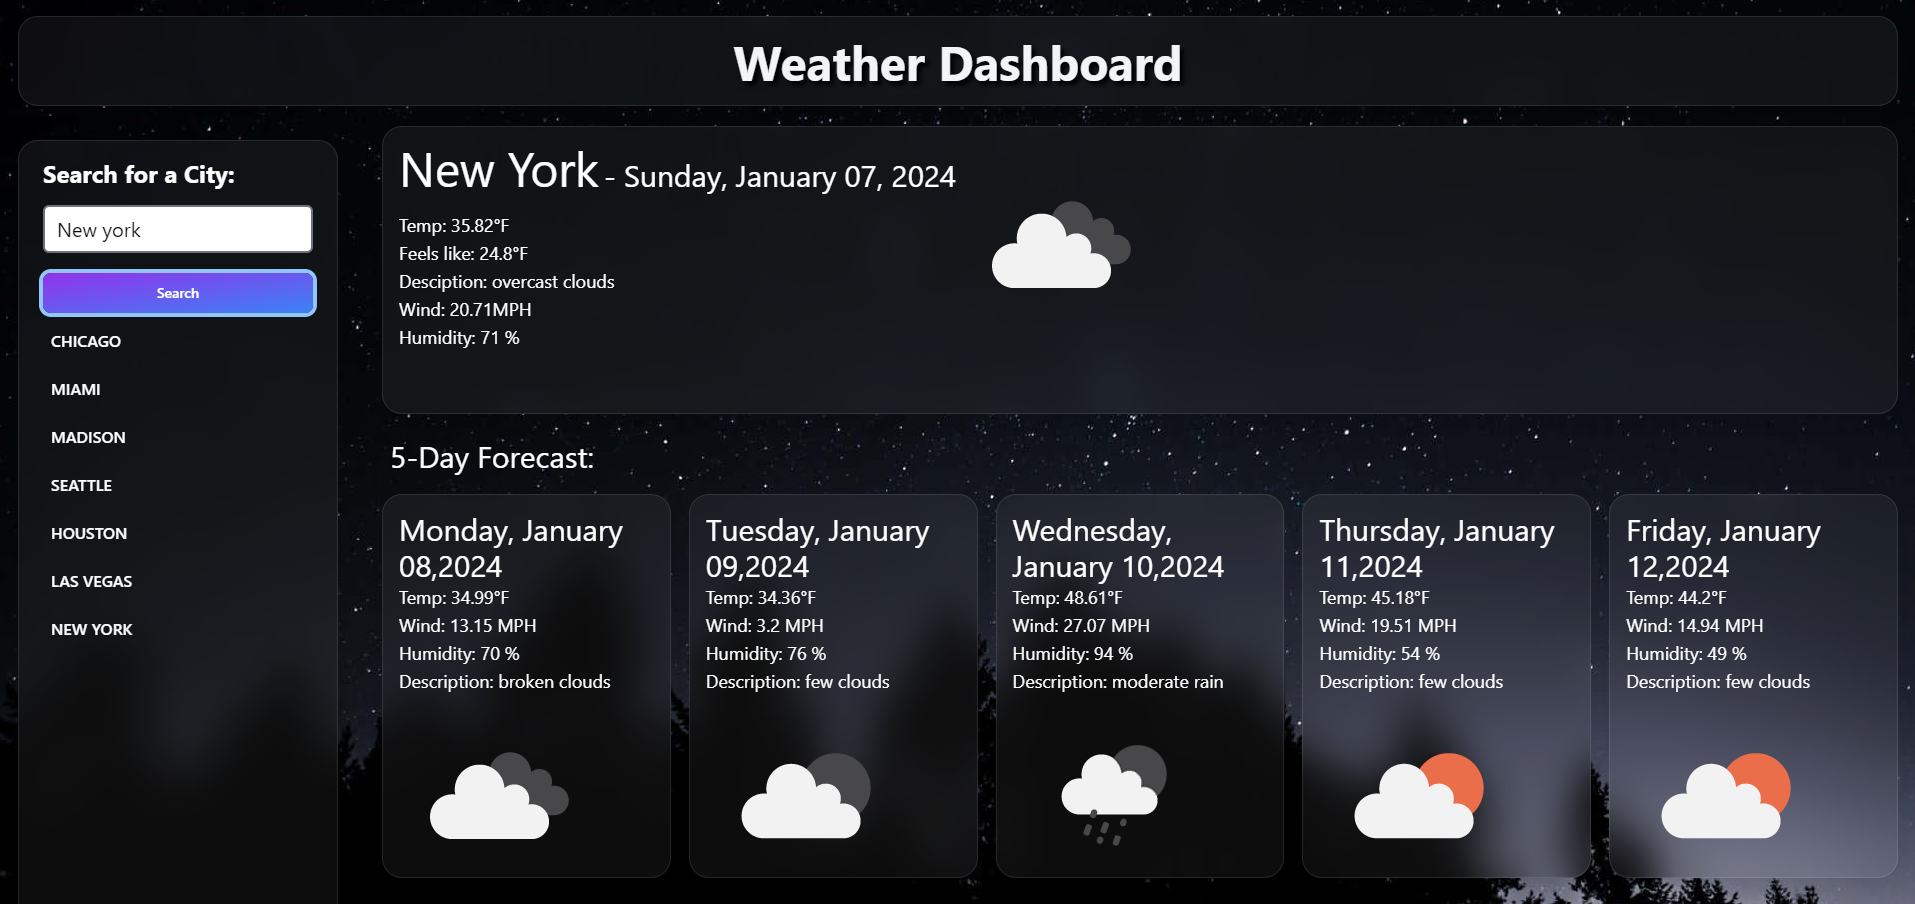 Weather Dashboard
Search for a City:
New york
Search
CHICAGO
MIAMI
MADISON
SEATTLE
HOUSTON
LAS VEGAS
NEW YORK
New York - Sunday, January 07, 2024
Temp: 35.82°F
Feels like: 24.8°F
Desciption: overcast clouds
Wind: 20.71MPH
Humidity: 71 %
5-Day Forecast:
Monday, January
08,2024
Temp: 34.99°F
Wind: 13.15 MPH
Humidity: 70 %
Description: broken clouds
Tuesday, January
09,2024
Temp: 34.36°F
Wind: 3.2 MPH
Humidity: 76 %
Description: few clouds
Wednesday,
January 10,2024
Temp: 48.61°F
Wind: 27.07 MPH
Humidity: 94 %
Description: moderate rain
Thursday, January
11,2024
Temp: 45.18°F
Wind: 19.51 MPH
Humidity: 54 %
Description: few clouds
Friday, January
12,2024
Temp: 44.2°F
Wind: 14.94 MPH
Humidity: 49 %
Description: few clouds